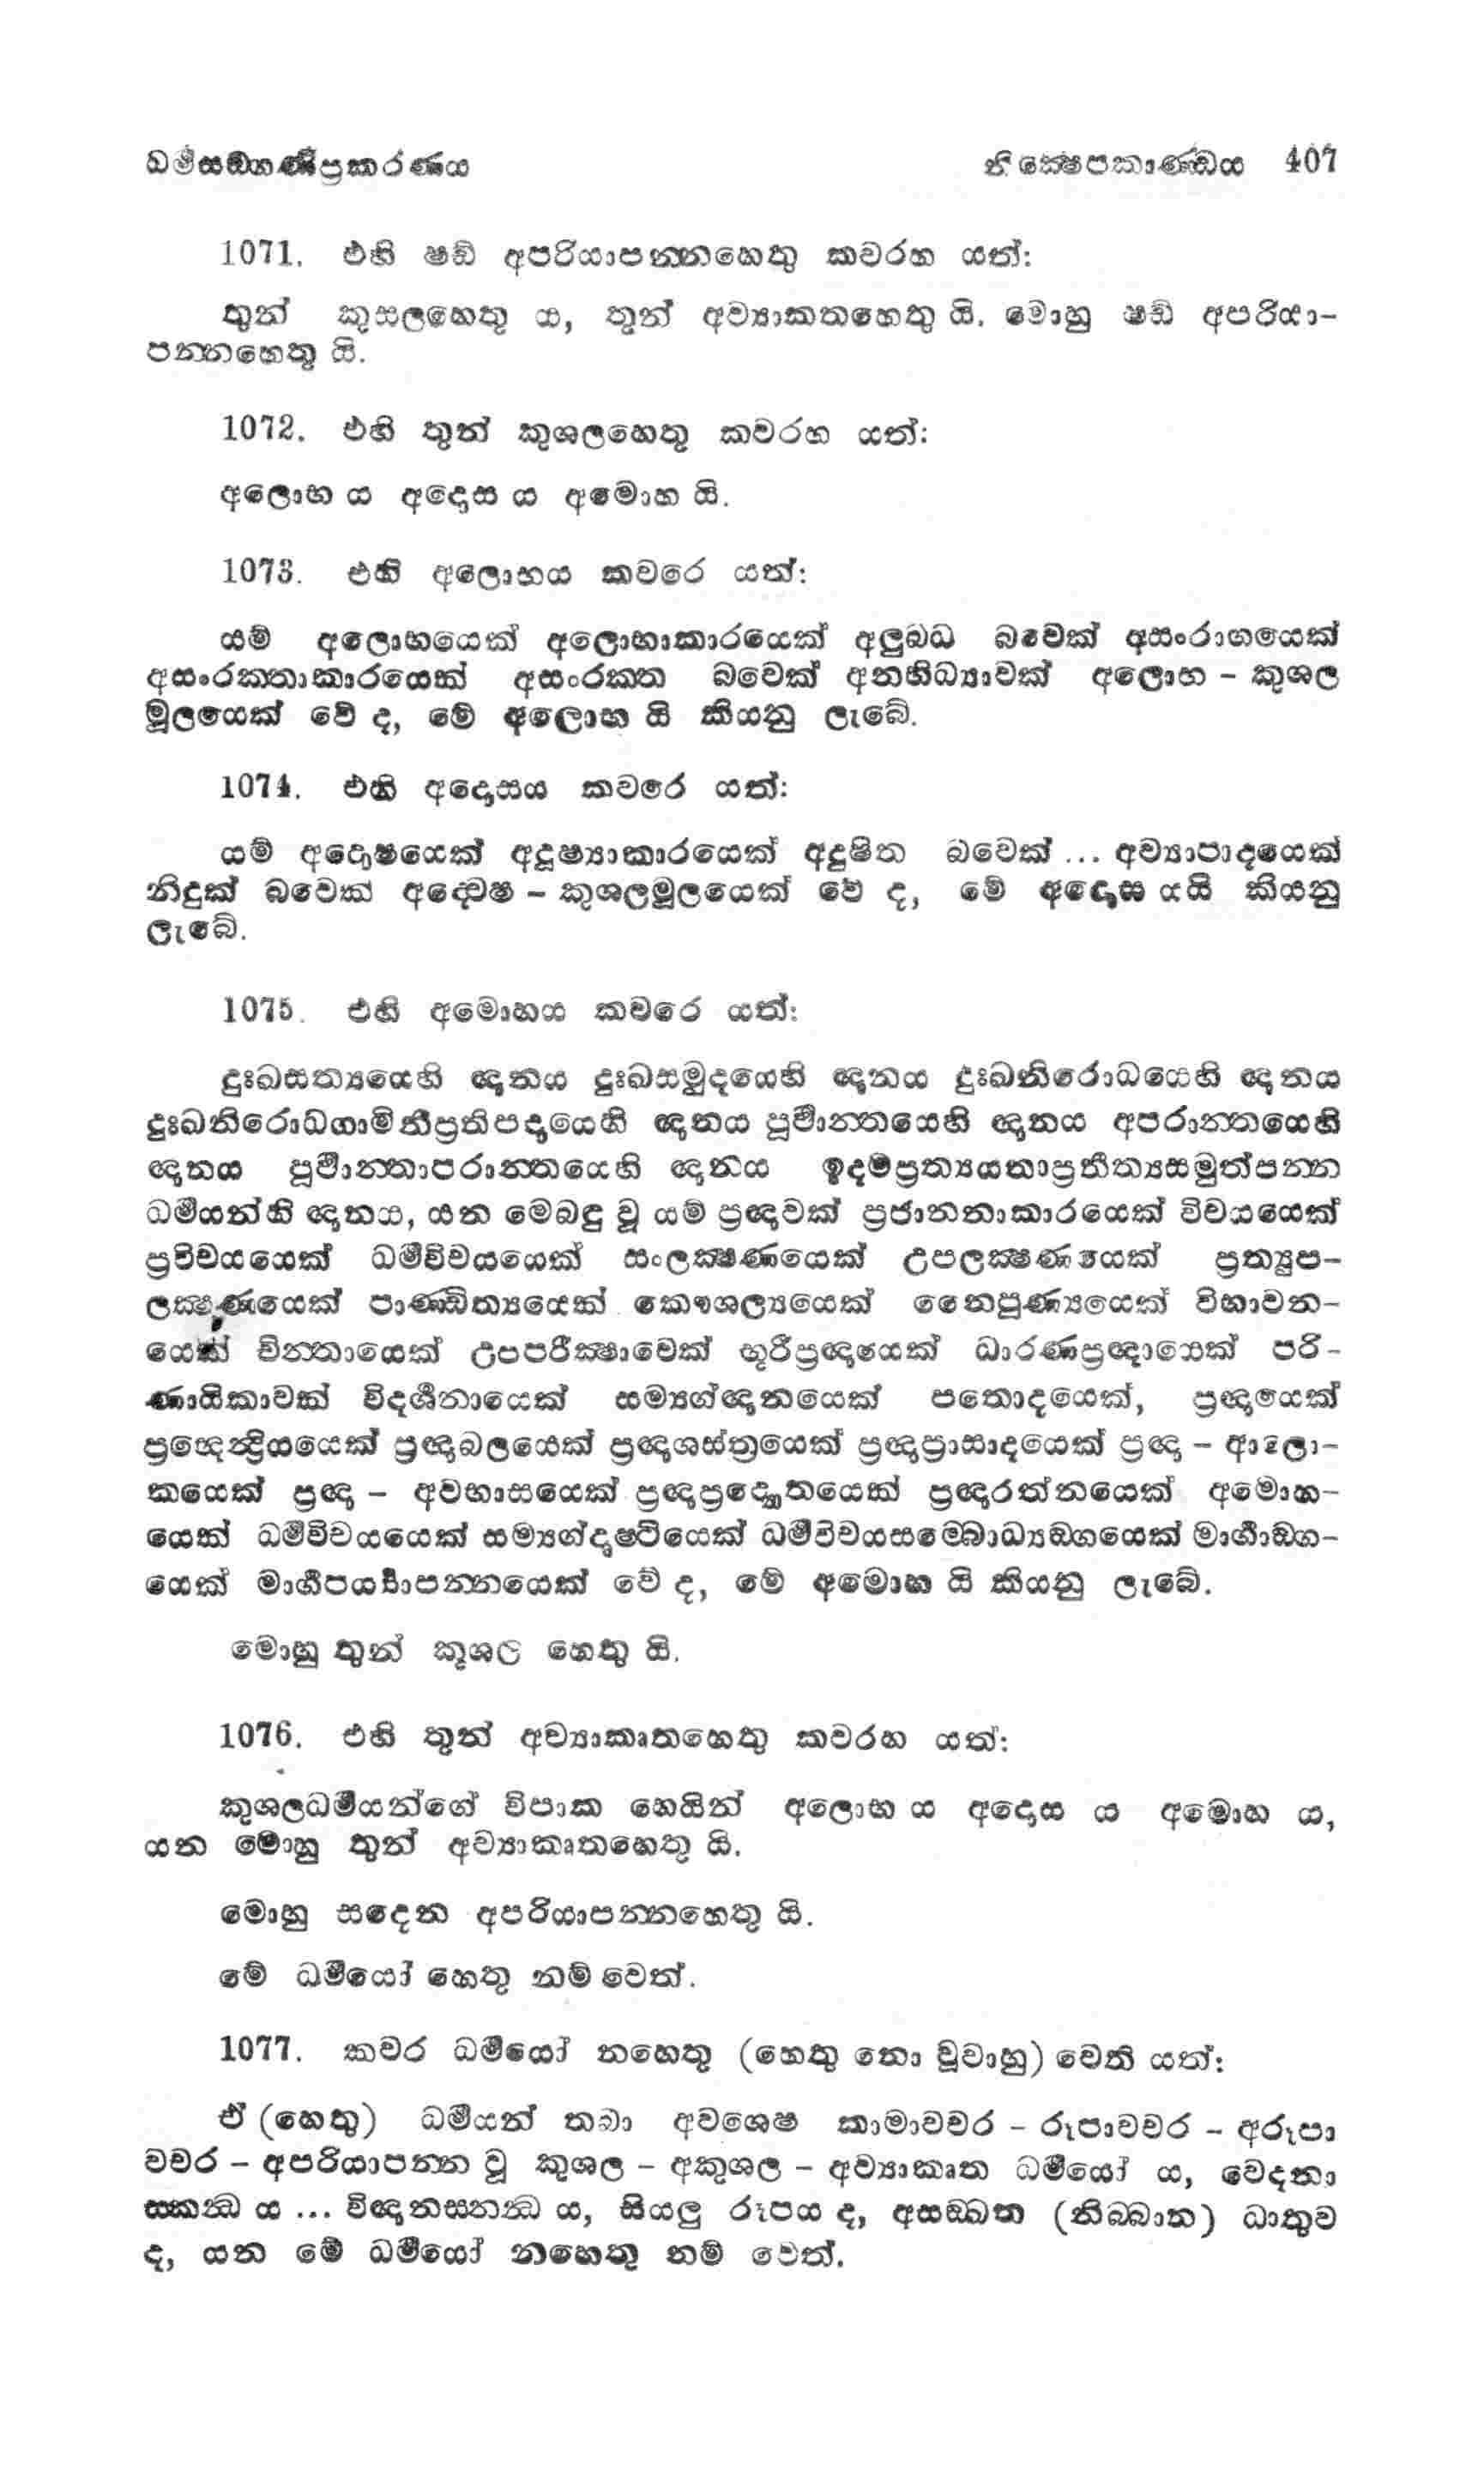 ධර්මසඞ්ගණිප්‍රකරණය නික්ෂෙපකාණ්ඩය 407
1071. එහි ෂඩ් අපරියාපන්නහෙතු කවරහ යත්:
තුන් කුසලහෙතු ය, තුන් අව්‍යාකතහෙතු යි. මොහු ෂඩ් අපරියා-
පන්නහෙතු යි.
1072. එහි තුන් කුශලහෙතු කවරහ යත්:
අලොභ ය අදොස ය අමොහ යි.
1073. එහි අලොභය කවරෙ යත්:
යම් අලොභයෙක් අලොභාකාරයෙක් අලුබ්ධ බවෙක් අසංරාගයෙක්
අසංරක්තාකාරයෙක් අසංරක්ත බවෙක් අනභිධ්‍යාවක් අලොභ - කුශල
මූලයෙක් වේ ද, මේ අලොභ යි කියනු ලැබේ.
1074. එහි අදොසය කවරෙ යත්:
යම් අදොෂයෙක් අදූෂ්‍යාකාරයෙක් අදුෂිත බවෙක් ... අව්‍යාපාදයෙක්
නිදුක් බවෙක් අද්වෙෂ - කුශලමූලයෙක් වේ ද, මේ අදොස යයි කියනු
ලැබේ.
1075. එහි අමොහය කවරෙ යත්:
දුඃඛසත්‍යයෙහි ඥානය දුඃඛසමුදයෙහි ඥානය දුඃඛනිරොධයෙහි ඥානය
දුඃඛනිරොධගාමිනීප්‍රතිපදායෙහි ඥානය පූර්වාන්තයෙහි ඥානය අපරාන්තයෙහි
ඥානය පූර්වාන්තාපරාන්තයෙහි ඥානය ඉදම්ප්‍රත්‍යයතාප්‍රතීත්‍යසමුත්පන්න
ධර්මයන්හි ඥානය, යන මෙබඳු වූ යම් ප්‍රඥාවක් ප්‍රජානනාකාරයෙක් විචයයෙක්
ප්‍රවිචයයෙක් ධර්මවිචයයෙක් සංලක්ෂණයෙක් උපලක්ෂණයෙක් ප්‍රත්‍යුප-
ලක්ෂණයෙක් පාණ්ඩිත්‍යයෙක් කෞශල්‍යයෙක් නෛපුණ්‍යයෙක් විභාවන-
යෙක් චින්තායෙක් උපපරීක්ෂාවෙක් භූරීප්‍රඥායෙක් ධාරණප්‍රඥායෙක් පරි-
ණායිකාවක් විදර්ශනායෙක් සම්‍යග්ඥානයෙක් පතොදයෙක්, ප්‍රඥායෙක්
ප්‍රඥෙන්ද්‍රියයෙක් ප්‍රඥාබලයෙක් ප්‍රඥාශස්ත්‍රයෙක් ප්‍රඥාප්‍රාසාදයෙක් ප්‍රඥා - ආලො-
කයෙක් ප්‍රඥා - අවභාසයෙක් ප්‍රඥාප්‍රද්‍යොතයෙක් ප්‍රඥාරත්නයෙක් අමොහ-
යෙක් ධර්මවිචයයෙක් සම්‍යග්දෘෂ්ටියෙක් ධර්මවිචයසම්බොධ්‍යඞ්ගයෙක් මාර්ගාඞ්ග-
යෙක් මාර්ගපර්‍ය්‍යාපන්නයෙක් වේ ද, මේ අමොහ යි කියනු ලැබේ.
මොහු තුන් කුශල හෙතු යි.
1076. එහි තුන් අව්‍යාකෘතහෙතු කවරහ යත්:
කුශලධර්මයන්ගේ විපාක හෙයින් අලොභ ය අදොස ය අමොහ ය,
යන මොහු තුන් අව්‍යාකෘතහෙතු යි.
මොහු සදෙන අපරියාපන්නහෙතු යි.
මේ ධර්මයෝ හෙතු නම් වෙත්.
1077. කවර ධර්මයෝ නහෙතු (හෙතු නො වූවාහු) වෙති යත්:
ඒ (හෙතු) ධර්මයන් තබා අවශෙෂ කාමාවචර - රූපාවචර - අරූපා
වචර - අපරියාපන්න වූ කුශල - අකුශල - අව්‍යාකෘත ධර්මයෝ ය, වෙදනා
ස්කන්ධ ය ... විඥානස්කන්ධ ය, සියලු රූපය ද, අසඞ්ඛත (නිබ්බාන) ධාතුව
ද, යන මේ ධර්මයෝ නහෙතු නම් වෙත්.